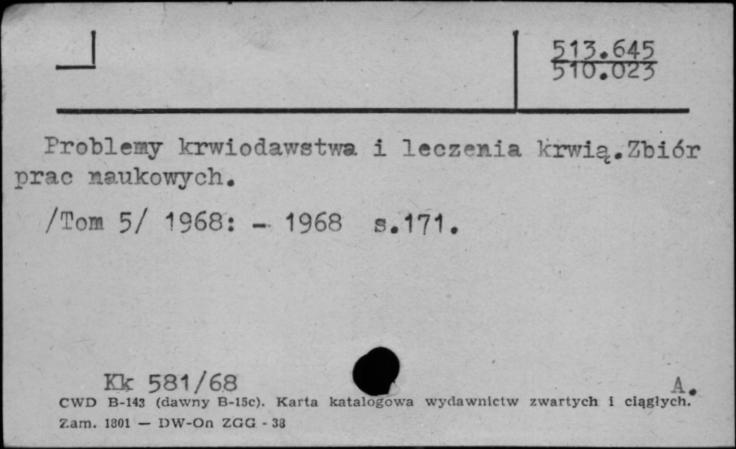 513.645
510.023
Problemy krwiodawstwa i leczenia krwią.Zbiór
prac naukowych.
/Tom 5/ 1968: - 1968 s.171.
Kk 581/68 A.
CWD B-143 (dawny B-15c). Karta katalogowa wydawnictw zwartych i ciągłych.
Zam. 1801 — DW-On ZGG - 38